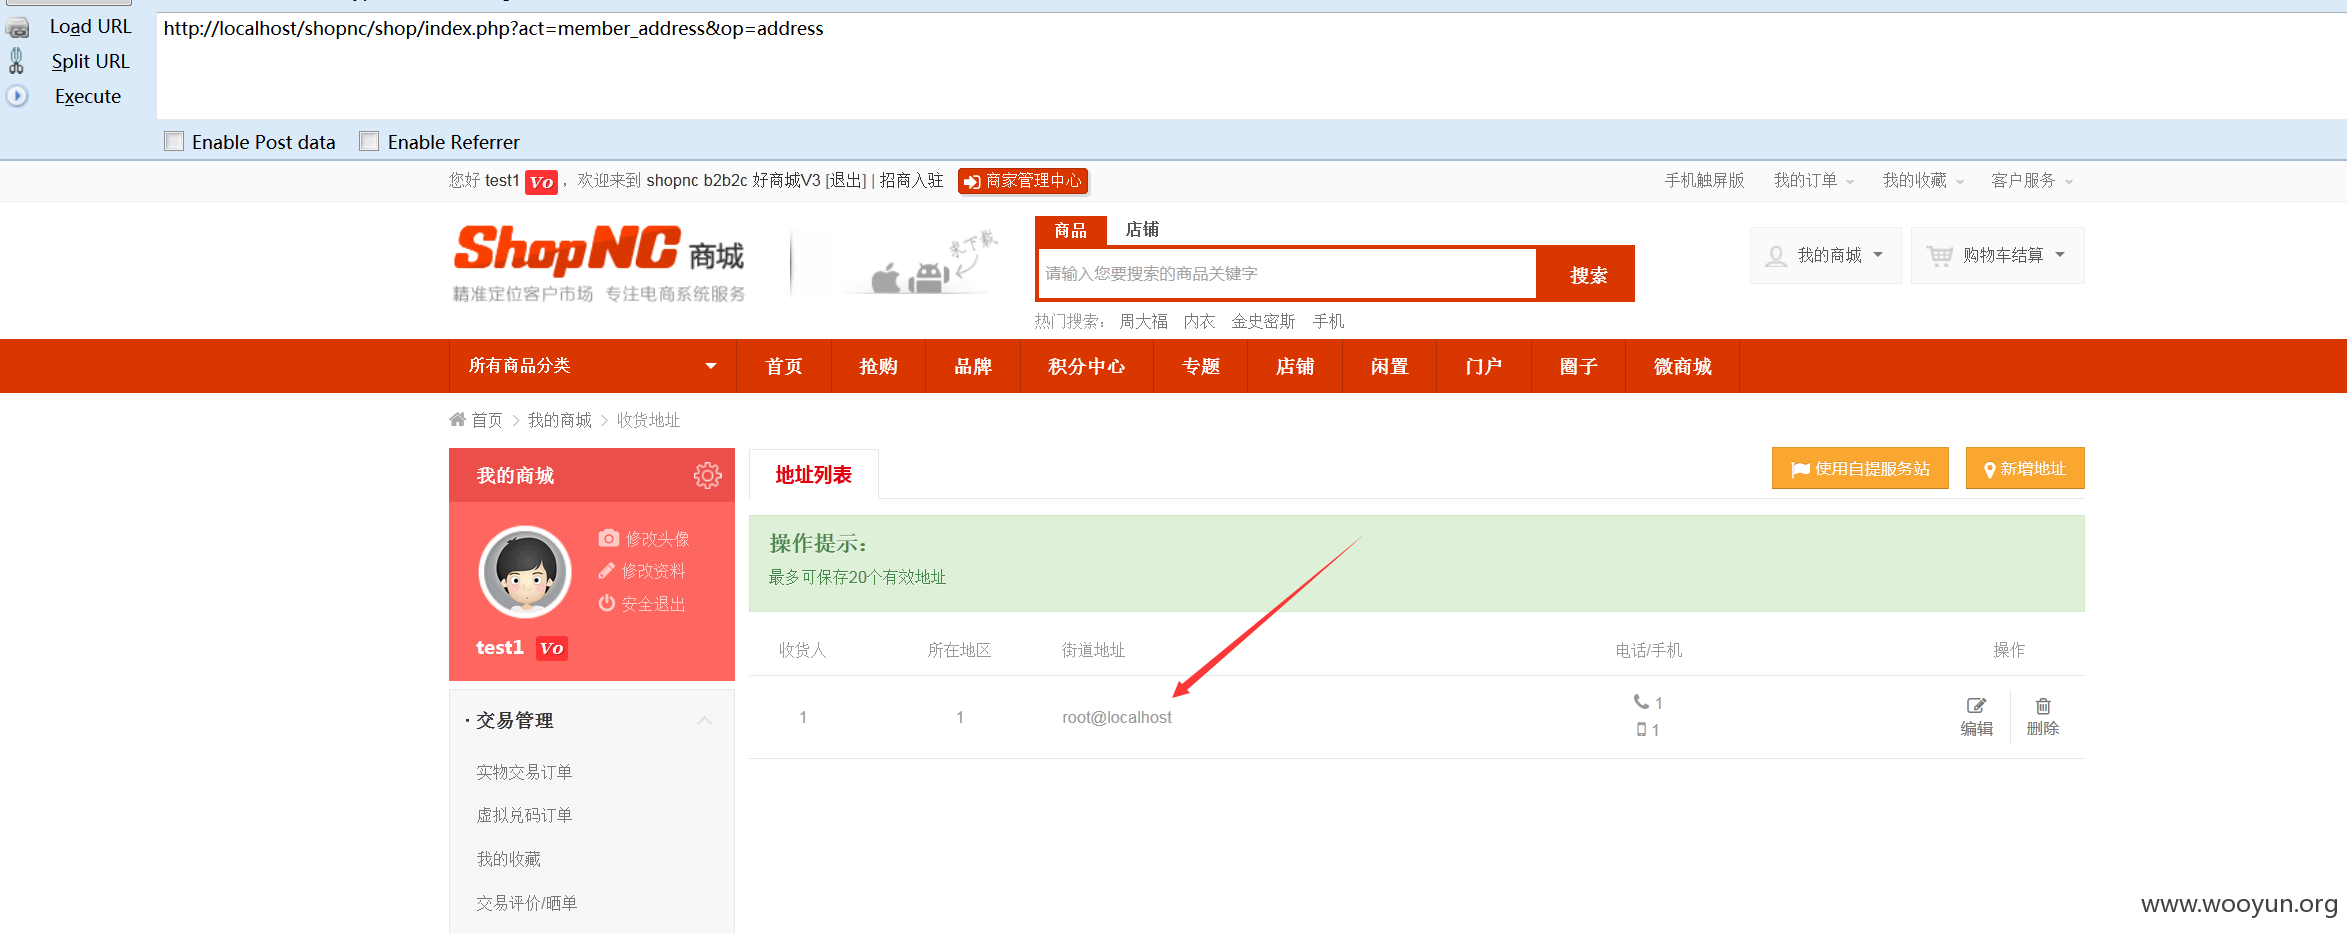 Load URL
http://localhost/shopnc/shop/index.php?act=member_address&op=address
Split URL
Execute
Enable Post data Enable Referrer
您好 test1 Vo ，欢迎来到 shopnc b2b2c 好商城V3 [退出] | 招商入驻 商家管理中心 手机触屏版 我的订单 我的收藏 客户服务
商品 店铺
ShopNC 商城
来下载
精准定位客户市场 专注电商系统服务
请输入您要搜索的商品关键字 搜索
我的商城 购物车结算
热门搜索： 周大福 内衣 金史密斯 手机
所有商品分类 首页 抢购 品牌 积分中心 专题 店铺 闲置 门户 圈子 微商城
首页 > 我的商城 > 收货地址
我的商城
地址列表 使用自提服务站 新增地址
修改头像
修改资料
安全退出
test1 Vo
操作提示：
最多可保存20个有效地址
收货人 所在地区 街道地址 电话/手机 操作
1 1 root@localhost 1
1
编辑 删除
· 交易管理
实物交易订单
虚拟兑码订单
我的收藏
交易评价/晒单
www.wooyun.org